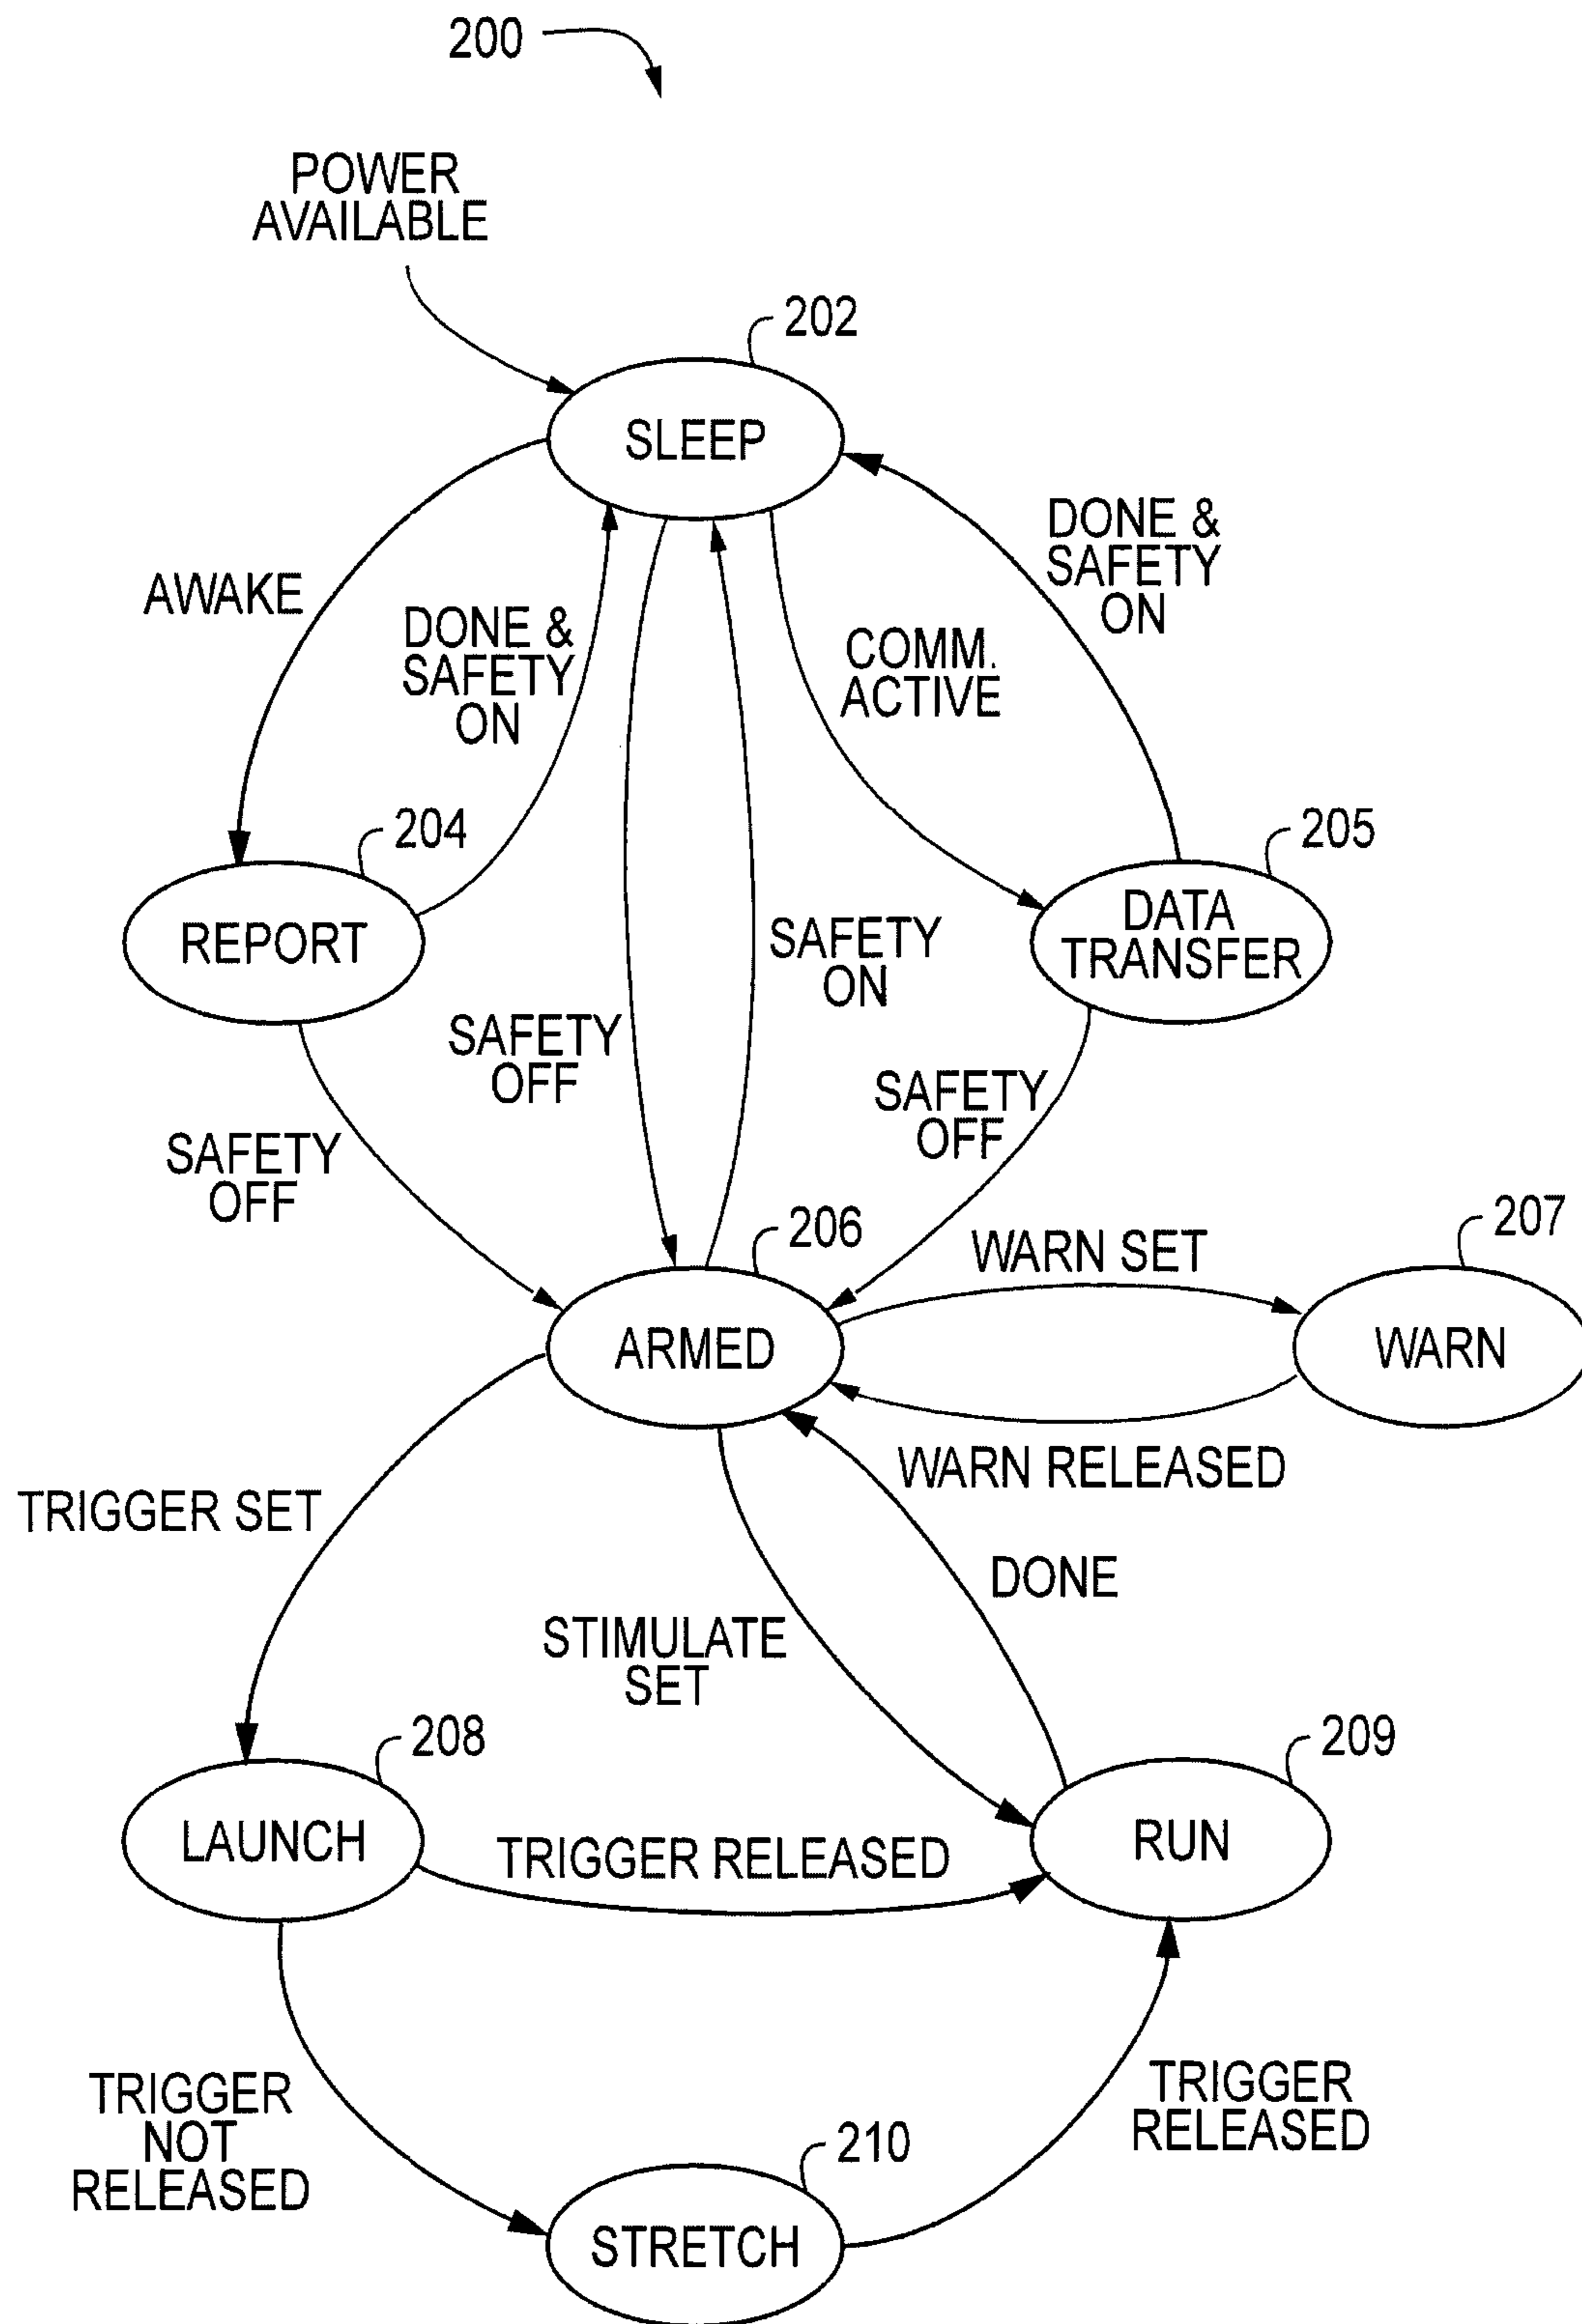 200
POWER
AVAILABLE
202
SLEEP
AWAKE
DONE &
SAFETY
ON
DONE &
SAFETY
ON
COMM.
ACTIVE
204
REPORT
205
DATA
TRANSFER
SAFETY
ON
SAFETY
OFF
SAFETY
OFF
SAFETY
OFF
206
ARMED
WARN SET
207
WARN
WARN RELEASED
TRIGGER SET
DONE
STIMULATE
SET
208
LAUNCH
TRIGGER RELEASED
209
RUN
TRIGGER
NOT
RELEASED
TRIGGER
RELEASED
210
STRETCH